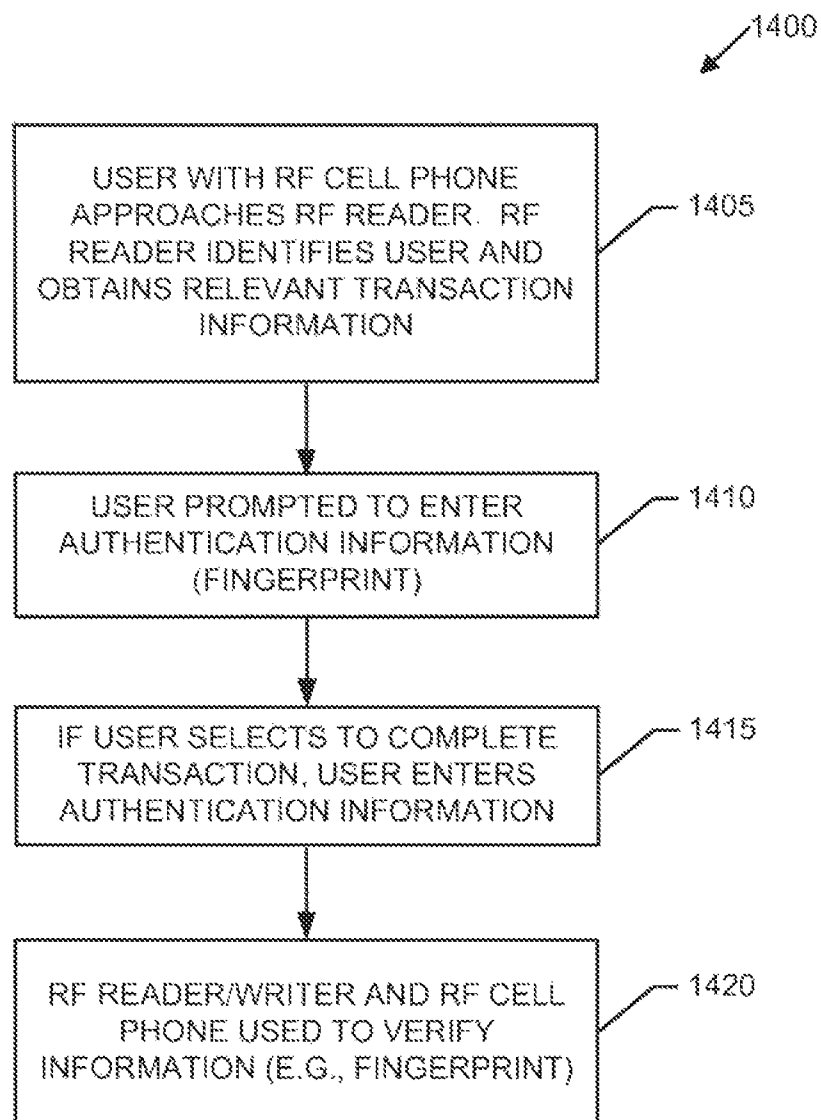 1400
USER WITH RF CELL PHONE
APPROACHES RF READER. RF
READER IDENTIFIES USER AND
OBTAINS RELEVANT TRANSACTION
INFORMATION
1405
USER PROMPTED TO ENTER
AUTHENTICATION INFORMATION
(FINGERPRINT)
1410
IF USER SELECTS TO COMPLETE
TRANSACTION, USER ENTERS
AUTHENTICATION INFORMATION
1415
RF READER/WRITER AND RF CELL
PHONE USED TO VERIFY
INFORMATION (E.G., FINGERPRINT)
1420